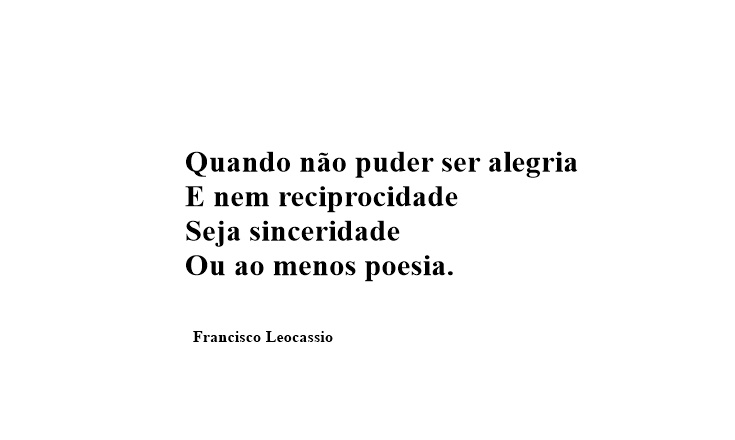 Quando não puder ser alegria
E nem reciprocidade
Seja sinceridade
Ou ao menos poesia.
Francisco Leocassio